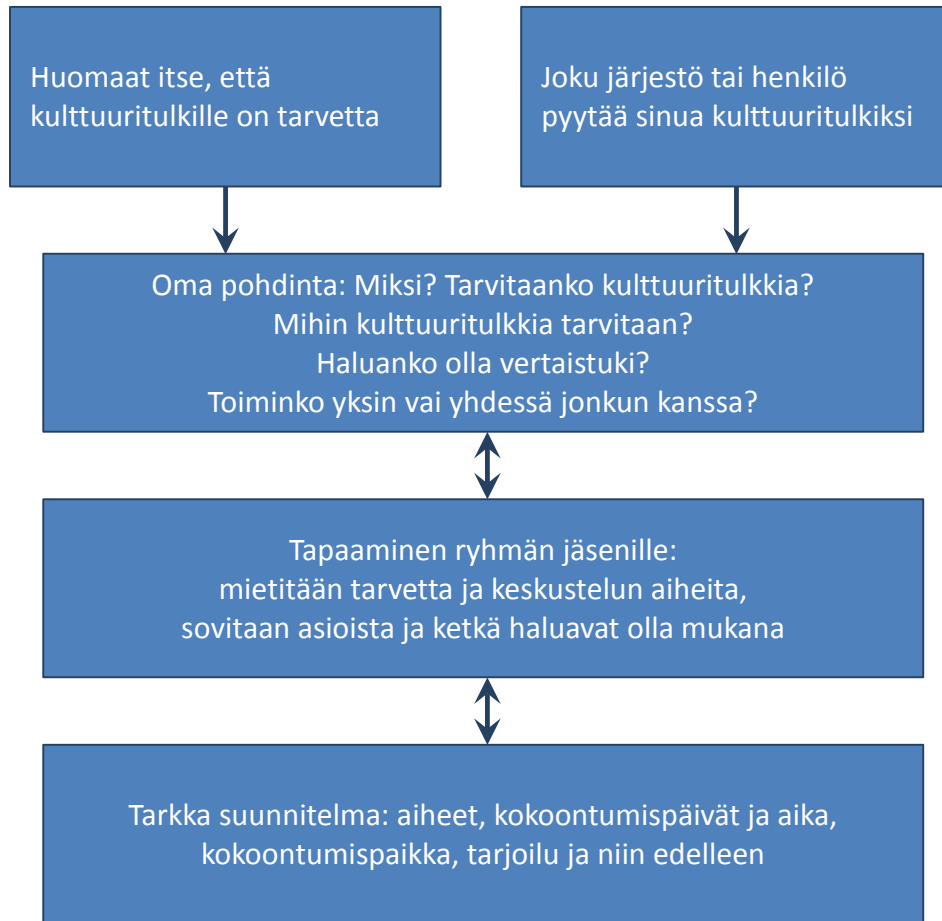 Huomaat itse, että
kulttuuritulkille on tarvetta
Joku järjestö tai henkilö
pyytää sinua kulttuuritulkiksi
Oma pohdinta: Miksi? Tarvitaanko kulttuuritulkkia?
Mihin kulttuuritulkkia tarvitaan?
Haluanko olla vertaistuki?
Toiminko yksin vai yhdessä jonkun kanssa?
Tapaaminen ryhmän jäsenille:
mietitään tarvetta ja keskustelun aiheita,
sovitaan asioista ja ketkä haluavat olla mukana
Tarkka suunnitelma: aiheet, kokoontumispäivät ja aika,
kokoontumispaikka, tarjoilu ja niin edelleen